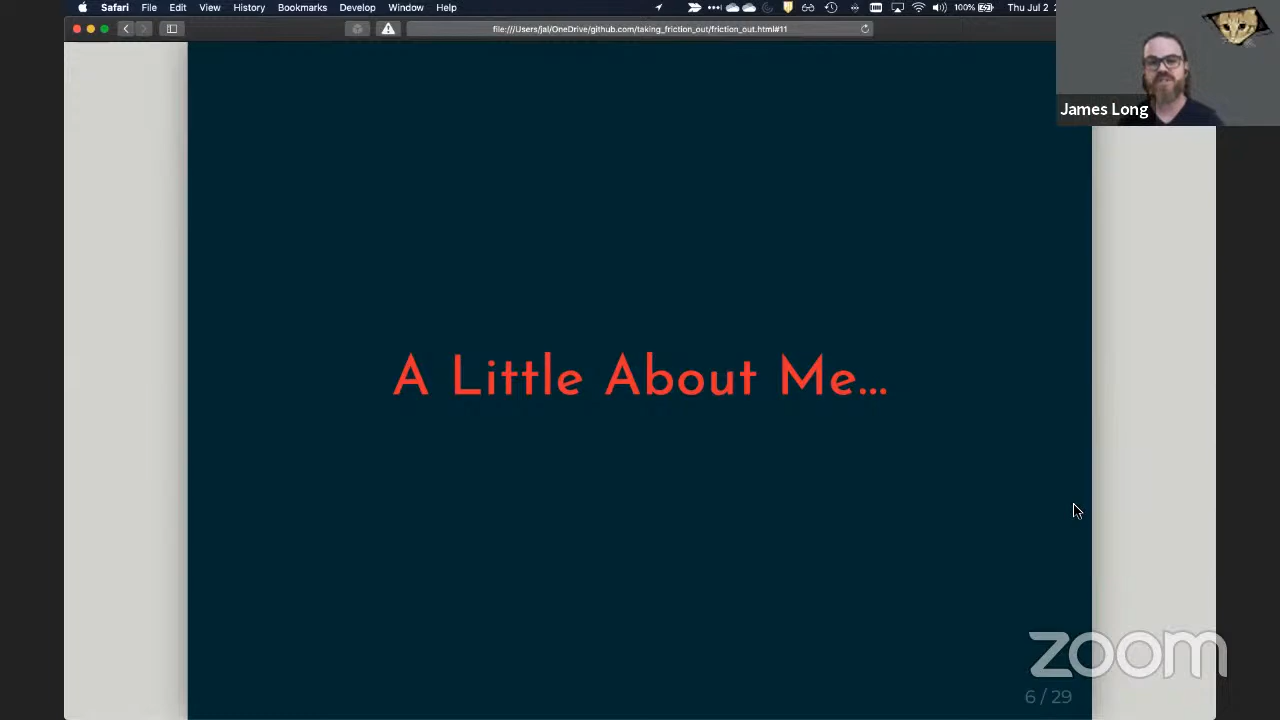 Safari File Edit View History Bookmarks Develop Window Help 100% Thu Jul 2 2
file:///Users/jal/OneDrive/github.com/taking_friction_out/friction_out.html#11
James Long
A Little About Me...
zoom
6 / 29